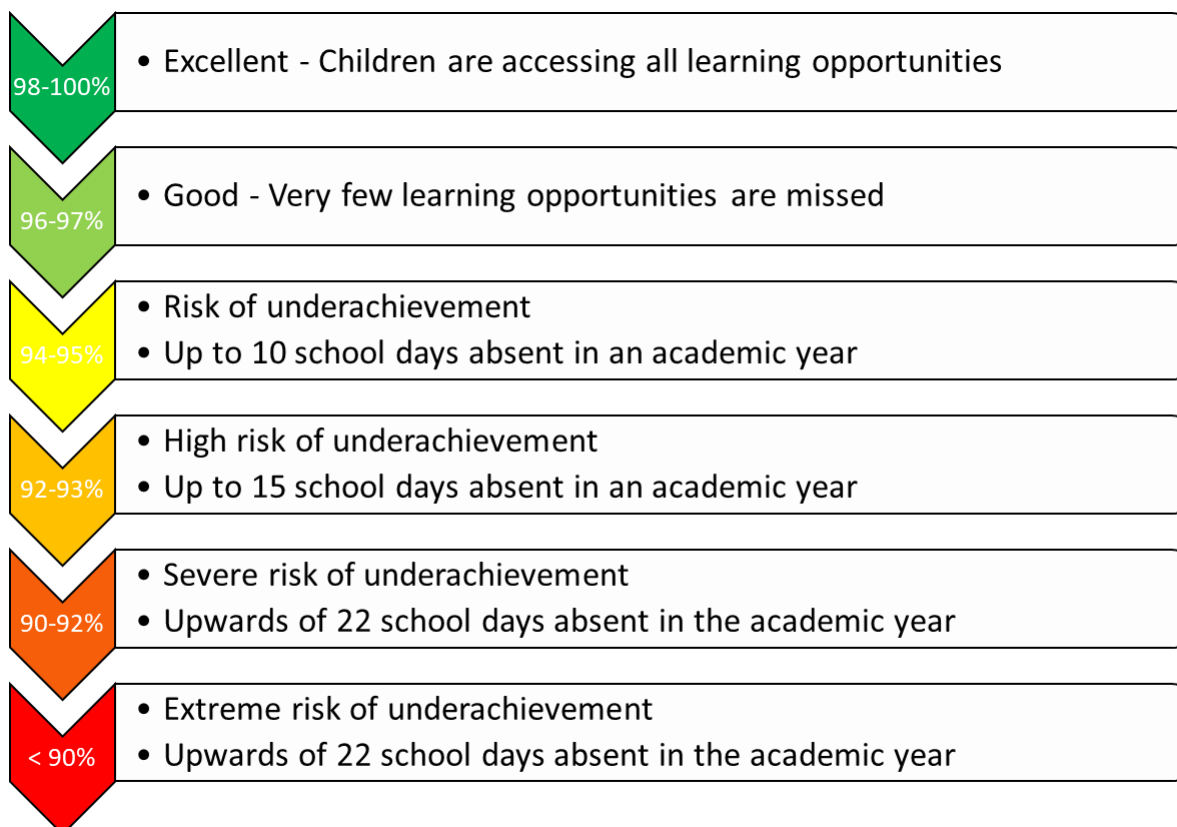 98-100%
• Excellent - Children are accessing all learning opportunities
96-97%
• Good - Very few learning opportunities are missed
94-95%
• Risk of underachievement
• Up to 10 school days absent in an academic year
92-93%
• High risk of underachievement
• Up to 15 school days absent in an academic year
90-92%
• Severe risk of underachievement
• Upwards of 22 school days absent in the academic year
< 90%
• Extreme risk of underachievement
• Upwards of 22 school days absent in the academic year